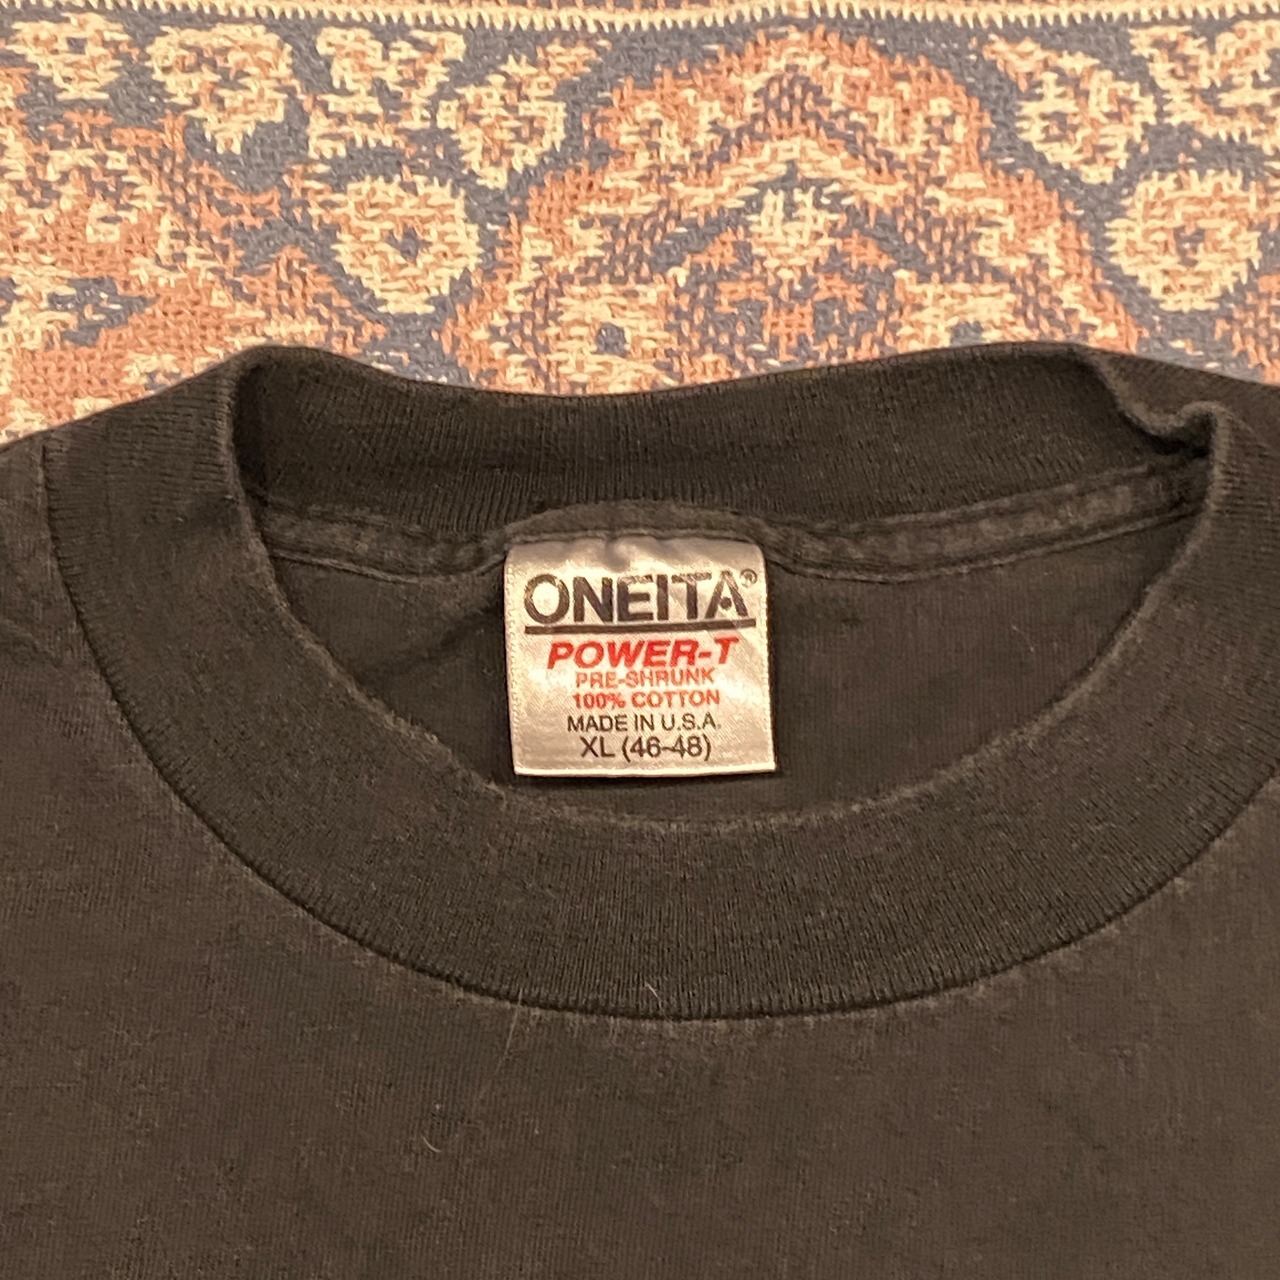 ONEITA®
POWER-T
PRE-SHRUNK
100% COTTON
MADE IN U.S.A.
XL (46-48)